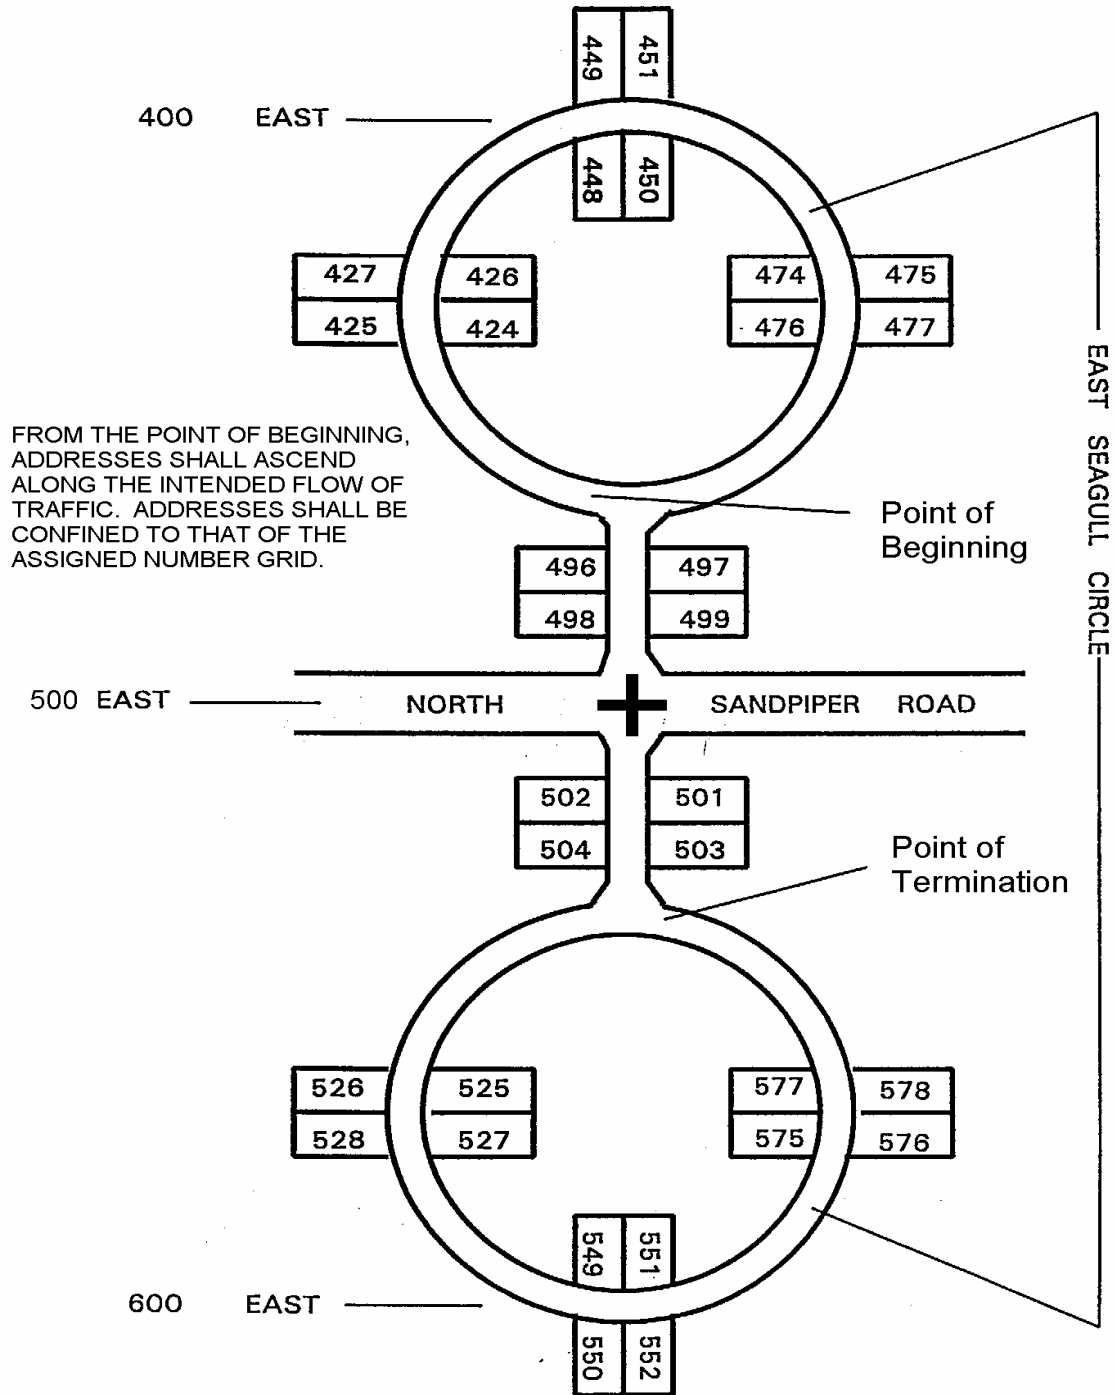 449 451
400 EAST
448 450
427 426 474 475
425 424 476 477
EAST SEAGULL CIRCLE
FROM THE POINT OF BEGINNING,
ADDRESSES SHALL ASCEND
ALONG THE INTENDED FLOW OF
TRAFFIC. ADDRESSES SHALL BE
CONFINED TO THAT OF THE
ASSIGNED NUMBER GRID.
Point of
Beginning
496 497
498 499
500 EAST NORTH SANDPIPER ROAD
502 501
504 503
Point of
Termination
526 525 577 578
528 527 575 576
549 551
600 EAST
550 552